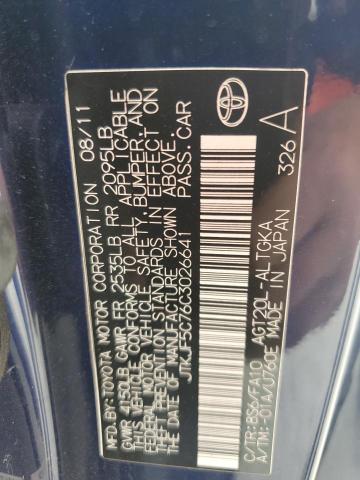 MFD.BY: TOYOTA MOTOR CORPORATION 08/11
GVWR 4150LB GAWR FR 2535LB RR 2095LB
THIS VEHICLE CONFORMS TO ALL APPLICABLE
FEDERAL MOTOR VEHICLE SAFETY, BUMPER, AND
THEFT PREVENTION STANDARDS IN EFFECT ON
THE DATE OF MANUFACTURE SHOWN ABOVE.
JTKJF5C76C3026641 PASS.CAR
TOYOTA
C/TR:8S6/FA10 AGT20L-ALTGKA
A/TM:-01A/U760E MADE IN JAPAN
326 A